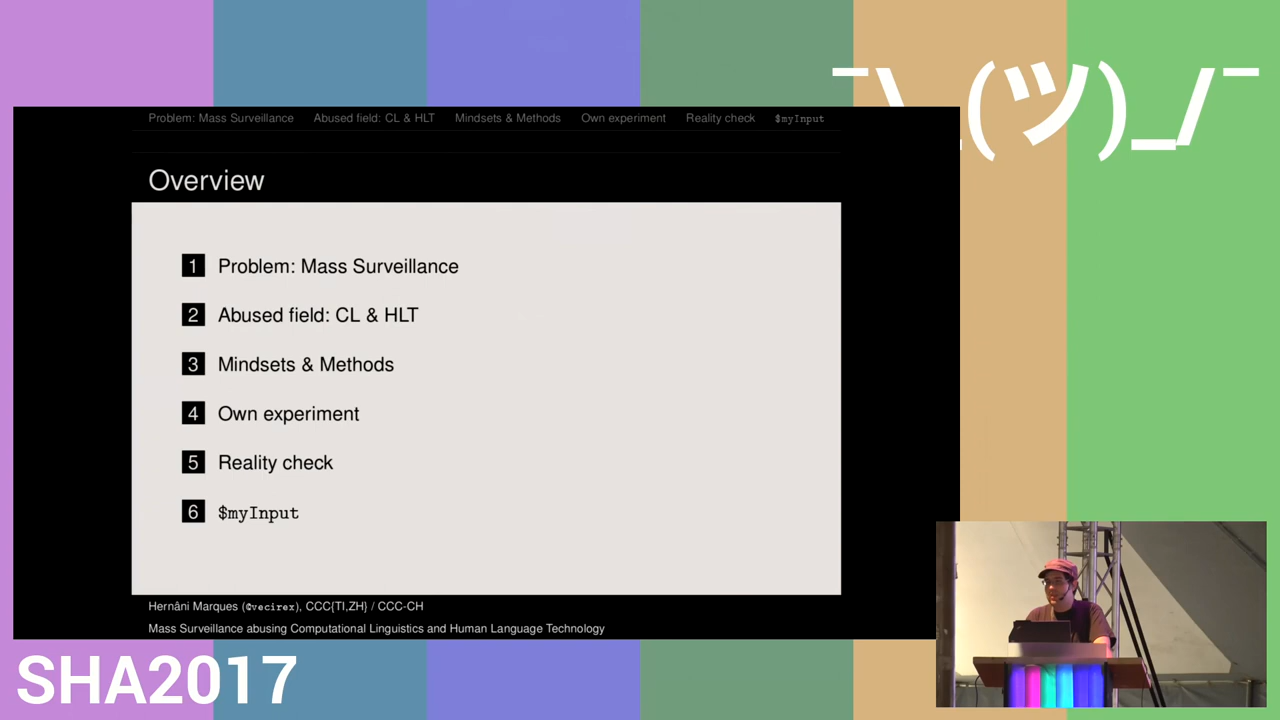 ¯\_(ツ)_/¯
Problem: Mass Surveillance Abused field: CL & HLT Mindsets & Methods Own experiment Reality check $myInput
Overview
1 Problem: Mass Surveillance
2 Abused field: CL & HLT
3 Mindsets & Methods
4 Own experiment
5 Reality check
6 $myInput
Hernâni Marques (@vecirex), CCC{TI,ZH} / CCC-CH
Mass Surveillance abusing Computational Linguistics and Human Language Technology
SHA2017